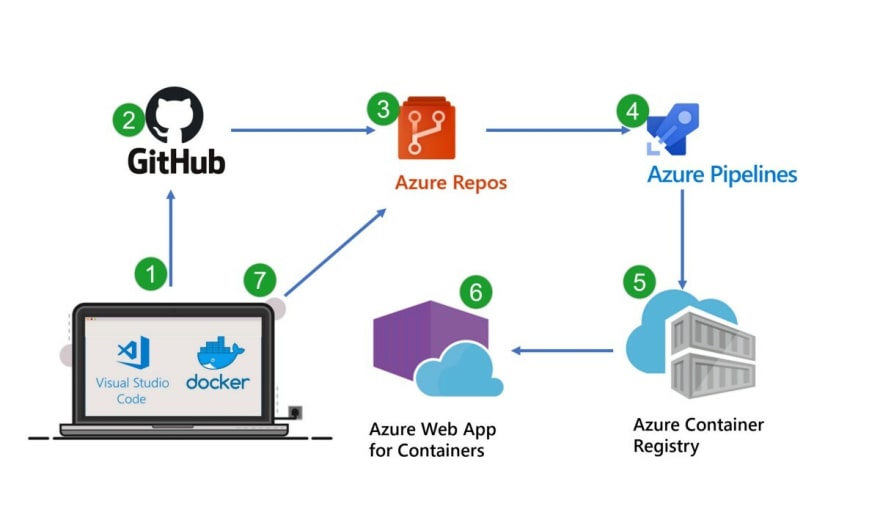 2
GitHub
3
Azure Repos
4
Azure Pipelines
1
7
Visual Studio
Code
docker
6
Azure Web App
for Containers
5
Azure Container
Registry